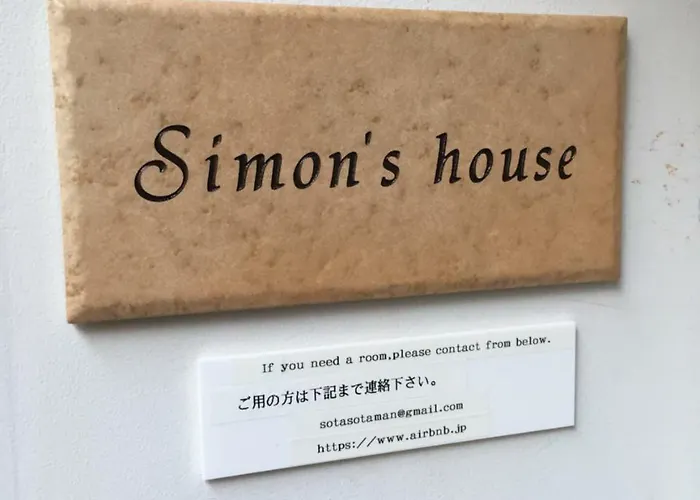 Simon's house
If you need a room,please contact from below.
ご用の方は下記まで連絡下さい。
sotasotaman@gmail.com
https://www.airbnb.jp